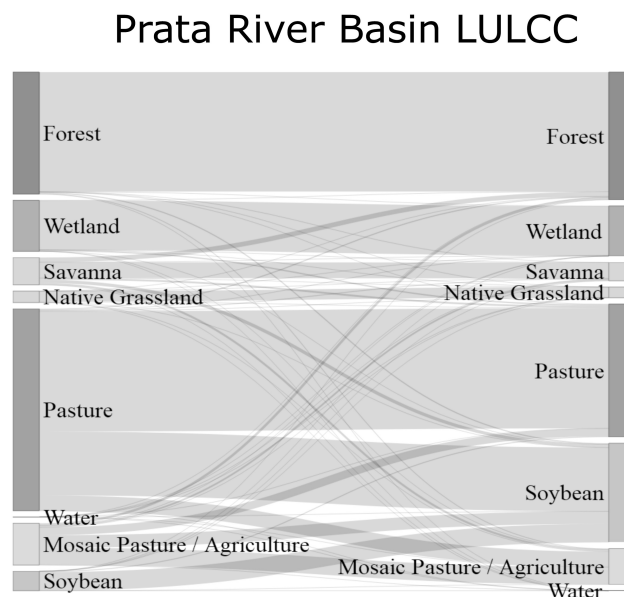 Prata River Basin LULCC
Forest
Forest
Wetland
Wetland
Savanna
Savanna
Native Grassland
Native Grassland
Pasture
Pasture
Soybean
Water
Mosaic Pasture / Agriculture
Mosaic Pasture / Agriculture
Soybean
Water